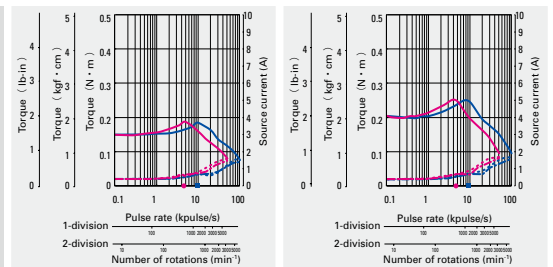 Torque （ lb-in ）
Torque （ kgf・cm ）
Torque （ N・m ）
Source current (A)
4
3
2
1
0
5
4
3
2
1
0
0.5
0.4
0.3
0.2
0.1
0
10
9
8
7
6
5
4
3
2
1
0
0.1 1 10 100
Pulse rate (kpulse/s)
1-division
100 1000 2000 3000 5000
2-division
10 100 1000 2000 3000 5000
Number of rotations (min-1)
Torque （ lb-in ）
Torque （ kgf・cm ）
Torque （ N・m ）
Source current (A)
4
3
2
1
0
5
4
3
2
1
0
0.5
0.4
0.3
0.2
0.1
0
10
9
8
7
6
5
4
3
2
1
0
0.1 1 10 100
Pulse rate (kpulse/s)
1-division
100 1000 2000 3000 5000
2-division
10 100 1000 2000 3000 5000
Number of rotations (min-1)